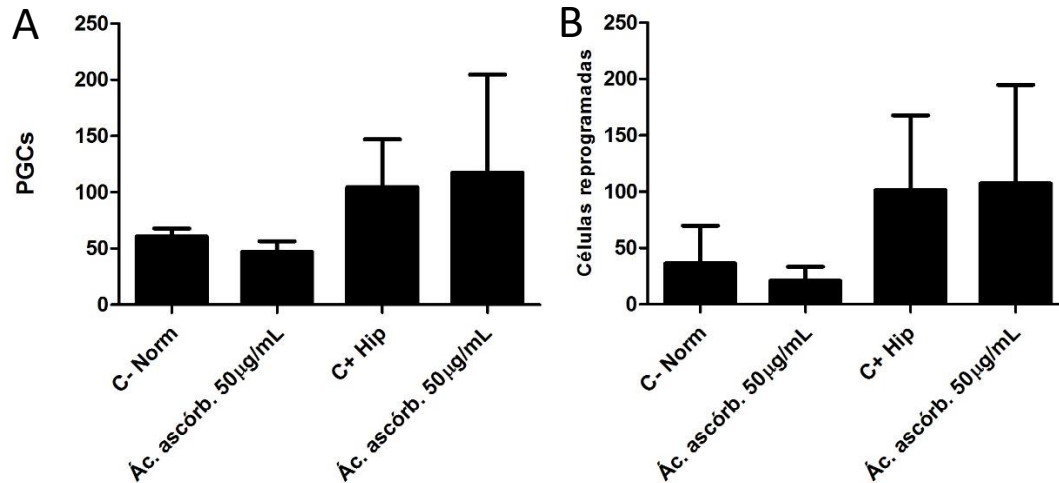 A
PGCs
250
200
150
100
50
0
C- Norm
Ác. ascórb. 50µg/mL
C+ Hip
Ác. ascórb. 50µg/mL
B
Células reprogramadas
250
200
150
100
50
0
C- Norm
Ác. ascórb. 50µg/mL
C+ Hip
Ác. ascórb. 50µg/mL